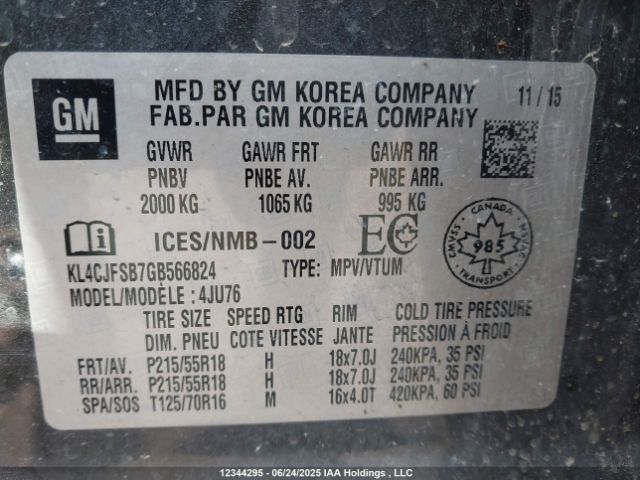 GM
MFD BY GM KOREA COMPANY 11 / 15
FAB.PAR GM KOREA COMPANY
GVWR GAWR FRT GAWR RR
PNBV PNBE AV. PNBE ARR.
2000 KG 1065 KG 995 KG
ICES/NMB-002 EC
CANADA CMVSS 985 NSVAC
KL4CJFSB7GB566824 TYPE: MPV/VTUM
MODEL/MODÈLE : 4JU76
TIRE SIZE SPEED RTG RIM COLD TIRE PRESSURE
DIM. PNEU COTE VITESSE JANTE PRESSION À FROID
FRT/AV. P215/55R18 H 18x7.0J 240KPA, 35 PSI
RR/ARR. P215/55R18 H 18x7.0J 240KPA, 35 PSI
SPA/SOS T125/70R16 M 16x4.0T 420KPA, 60 PSI
12344295 - 06/24/2025 IAA Holdings , LLC